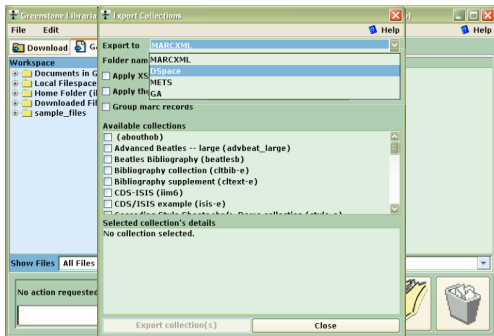 Greenstone Libraria
Export Collections
File Edit
Help
Help
Download
Export to MARCXML
MARCXML
DSpace
METS
GA
Folder nam
Apply XS
Apply the
Group marc records
Workspace
Documents in G
Local Filespace
Home Folder (i
Downloaded Fil
sample_files
Available collections
(abouthob)
Advanced Beatles -- large (advbeat_large)
Beatles Bibliography (beatlesb)
Bibliography collection (cltbib-e)
Bibliography supplement (cltext-e)
CDS-ISIS (iim6)
CDS/ISIS example (isis-e)
Selected collection's details
No collection selected.
Show Files All Files
No action requested
Export collection(s) Close